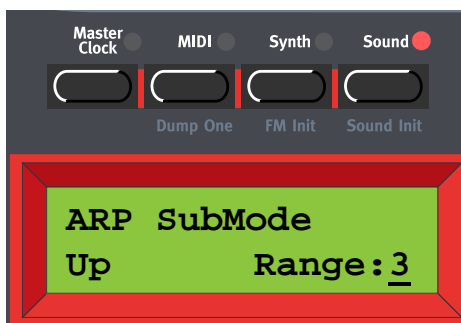 Master Clock MIDI Synth Sound
Dump One FM Init Sound Init
ARP SubMode
Up Range:3